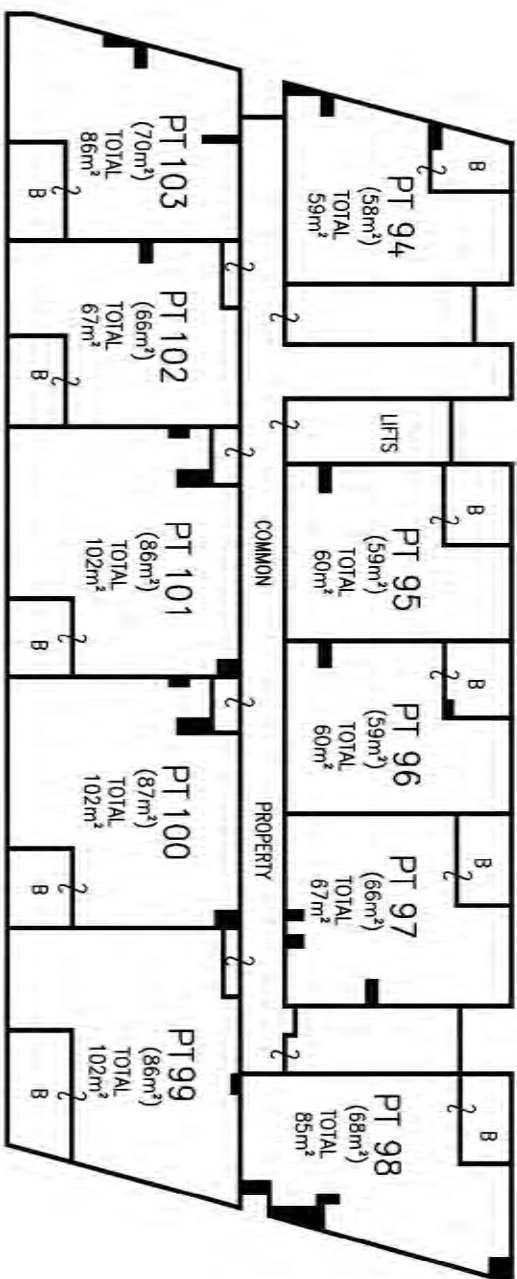 B
PT 94
(58m²)
TOTAL
59m²
LIFTS
B
PT 95
(59m²)
TOTAL
60m²
B
PT 96
(59m²)
TOTAL
60m²
B
PT 97
(66m²)
TOTAL
67m²
B
PT 98
(68m²)
TOTAL
85m²
COMMON PROPERTY
PT 103
(70m²)
TOTAL
86m²
B
PT 102
(66m²)
TOTAL
67m²
B
PT 101
(86m²)
TOTAL
102m²
B
PT 100
(87m²)
TOTAL
102m²
B
PT99
(86m²)
TOTAL
102m²
B